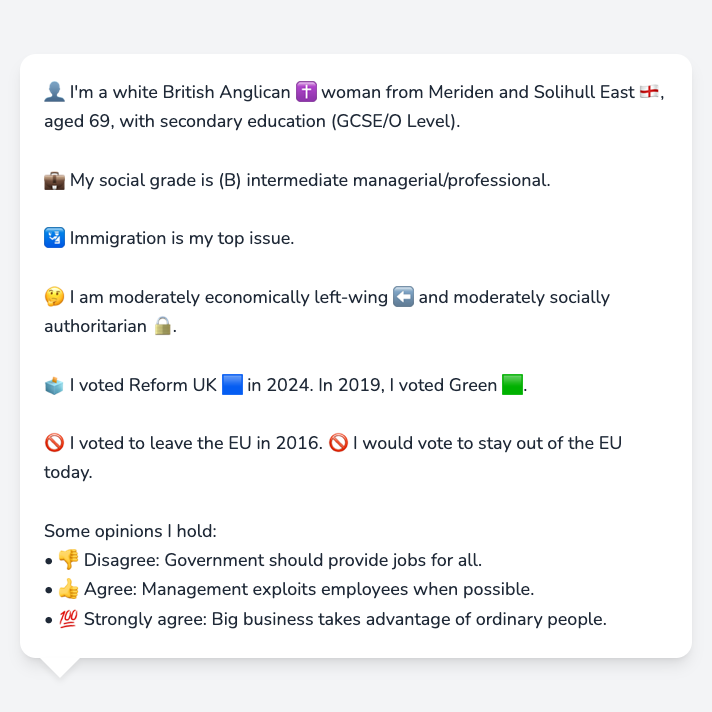 👤 I'm a white British Anglican ✝️ woman from Meriden and Solihull East 🏴󠁧󠁢󠁥󠁮󠁧󠁿,
aged 69, with secondary education (GCSE/O Level).
💼 My social grade is (B) intermediate managerial/professional.
🛂 Immigration is my top issue.
🤔 I am moderately economically left-wing ⬅️ and moderately socially
authoritarian 🔒.
🗳️ I voted Reform UK 🟦 in 2024. In 2019, I voted Green 🟩.
🚫 I voted to leave the EU in 2016. 🚫 I would vote to stay out of the EU
today.
Some opinions I hold:
• 👎 Disagree: Government should provide jobs for all.
• 👍 Agree: Management exploits employees when possible.
• 💯 Strongly agree: Big business takes advantage of ordinary people.